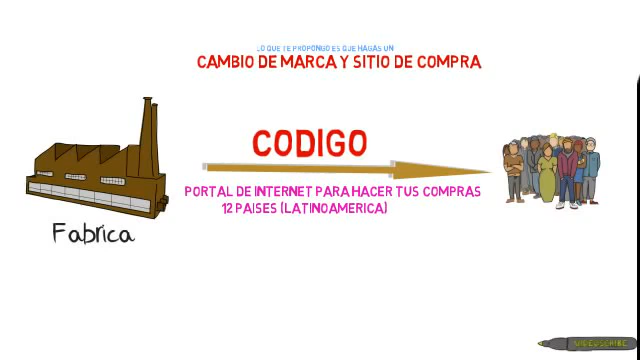 LO QUE TE PROPONGO ES QUE HAGAS UN
CAMBIO DE MARCA Y SITIO DE COMPRA
CODIGO
PORTAL DE INTERNET PARA HACER TUS COMPRAS
12 PAISES (LATINOAMERICA)
Fabrica
VIDEOSCRIBE